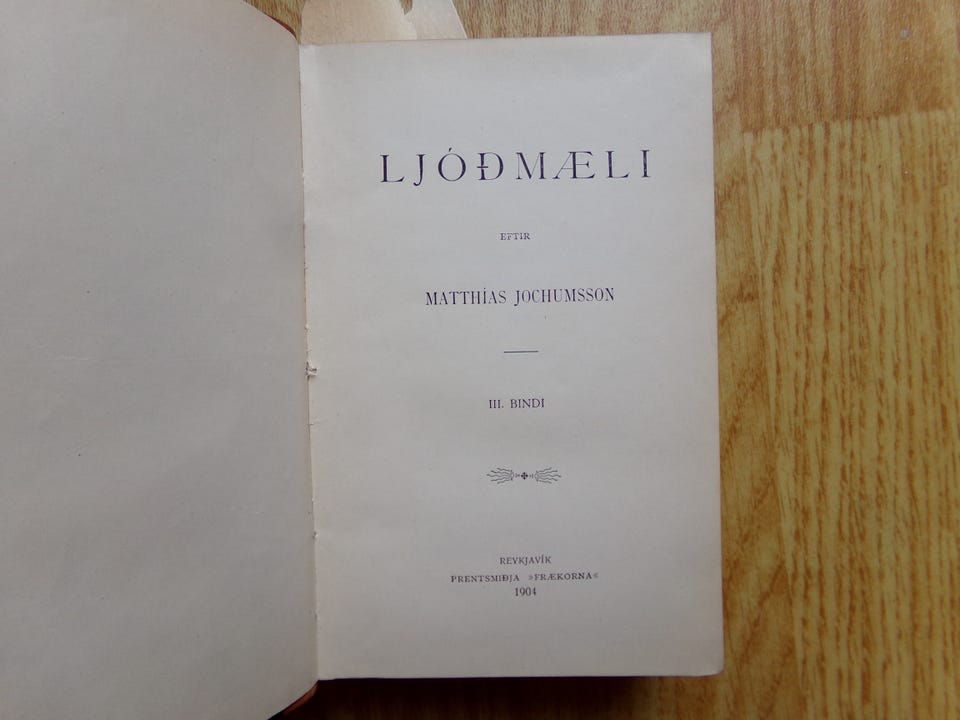 LJÓÐMÆLI
EFTIR
MATTHÍAS JOCHUMSSON
III. BINDI
REYKJAVÍK
PRENTSMIÐJA »FRÆKORNA«
1904